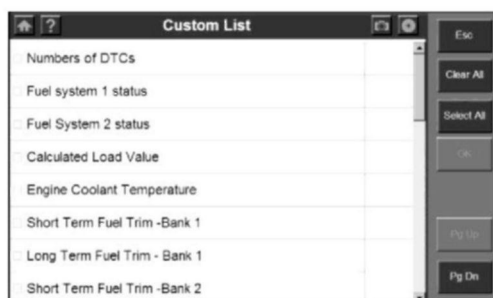 ?
Custom List
Esc
Numbers of DTCs
Clear All
Fuel system 1 status
Select All
Fuel System 2 status
OK
Calculated Load Value
Engine Coolant Temperature
Short Term Fuel Trim -Bank 1
Pg Up
Long Term Fuel Trim - Bank 1
Pg Dn
Short Term Fuel Trim -Bank 2